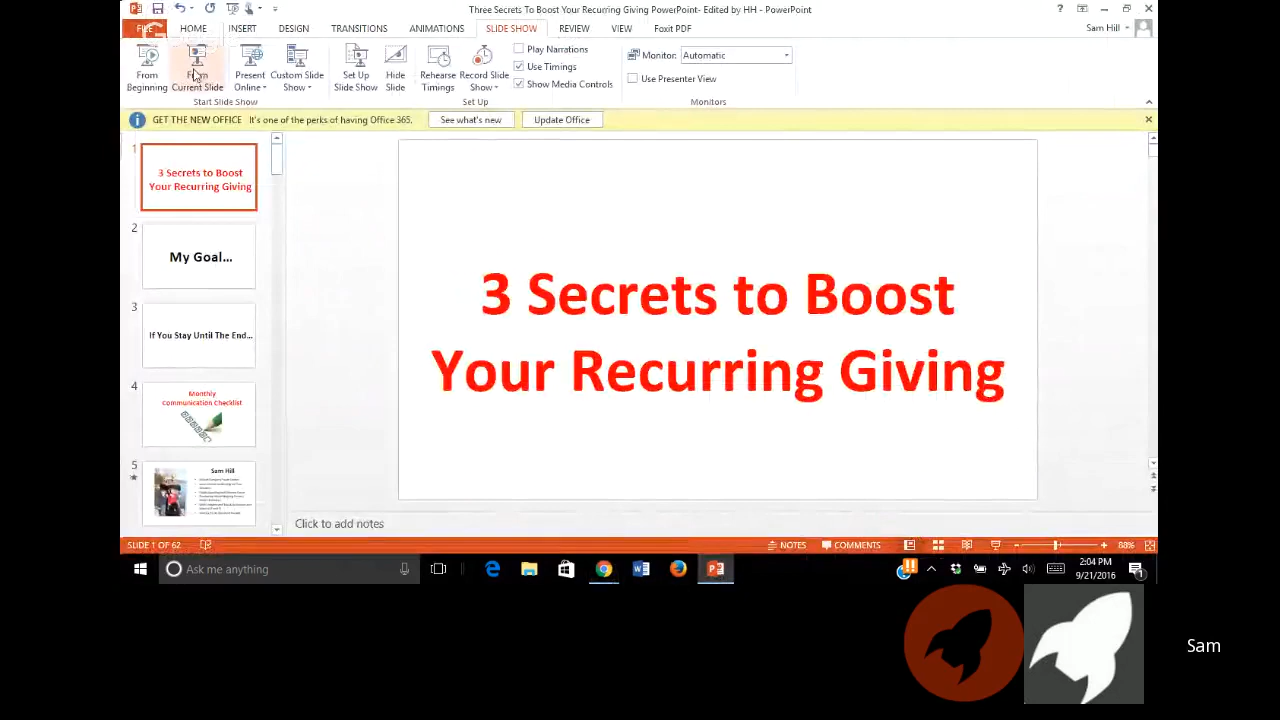 Three Secrets To Boost Your Recurring Giving PowerPoint- Edited by HH - PowerPoint
FILE HOME INSERT DESIGN TRANSITIONS ANIMATIONS SLIDE SHOW REVIEW VIEW Foxit PDF Sam Hill
From Beginning
From Current Slide
Present Online
Custom Slide Show
Set Up Slide Show
Hide Slide
Rehearse Timings
Record Slide Show
Play Narrations
Use Timings
Show Media Controls
Monitor: Automatic
Use Presenter View
Start Slide Show
Set Up
Monitors
GET THE NEW OFFICE It's one of the perks of having Office 365. See what's new Update Office
1
3 Secrets to Boost
Your Recurring Giving
2
My Goal...
3
If You Stay Until The End...
4
Monthly
Communication Checklist
5
Sam Hill
3 Secrets to Boost
Your Recurring Giving
Click to add notes
SLIDE 1 OF 62 NOTES COMMENTS 88%
Ask me anything
2:04 PM
9/21/2016
Sam